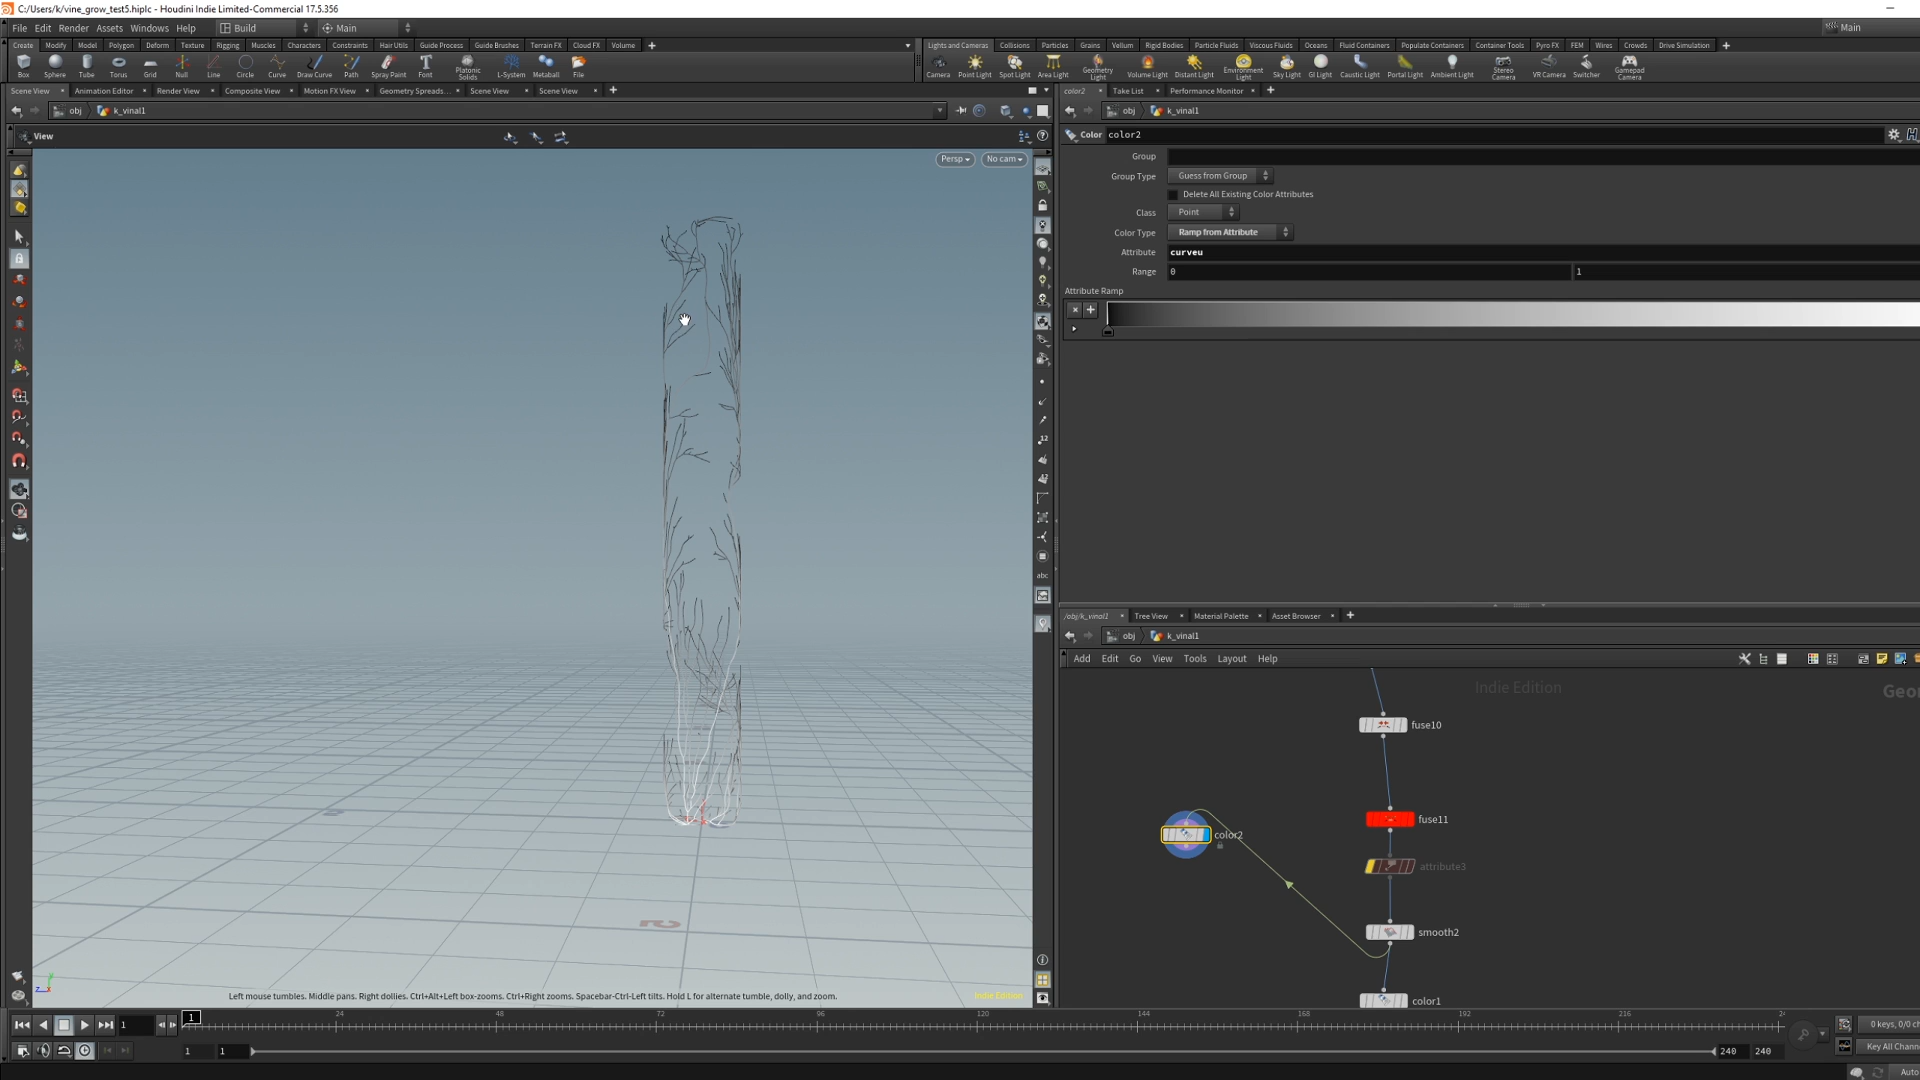 C:/Users/k/vine_grow_test5.hiplc - Houdini Indie Limited-Commercial 17.5.356
File Edit Render Assets Windows Help Build Main Main
Create Modify Model Polygon Deform Texture Rigging Muscles Characters Constraints Hair Utils Guide Process Guide Brushes Terrain FX Cloud FX Volume
Box Sphere Tube Torus Grid Null Line Circle Curve Draw Curve Path Spray Paint Font Platonic Solids L-System Metaball File
Lights and Cameras Collisions Particles Grains Vellum Rigid Bodies Particle Fluids Viscous Fluids Oceans Fluid Containers Populate Containers Container Tools Pyro FX FEM Wires Crowds Drive Simulation
Camera Point Light Spot Light Area Light Geometry Light Volume Light Distant Light Environment Light Sky Light GI Light Caustic Light Portal Light Ambient Light Stereo Camera VR Camera Switcher Gamepad Camera
Scene View Animation Editor Render View Composite View Motion FX View Geometry Spreads... Scene View Scene View
obj k_vinal1
View
Persp No cam
12
abc
Left mouse tumbles. Middle pans. Right dollies. Ctrl+Alt+Left box-zooms. Ctrl+Right zooms. Spacebar-Ctrl-Left tilts. Hold L for alternate tumble, dolly, and zoom.
Indie Edition
color2 Take List Performance Monitor
obj k_vinal1
Color color2
Group
Group Type Guess from Group
Delete All Existing Color Attributes
Class Point
Color Type Ramp from Attribute
Attribute curveu
Range 0 1
Attribute Ramp
/obj/k_vinal1 Tree View Material Palette Asset Browser
obj k_vinal1
Add Edit Go View Tools Layout Help
Indie Edition
Geo
fuse10
fuse11
color2
attribute3
smooth2
color1
1 1 24 48 72 96 120 144 168 192 216 24
0 keys, 0/0 ch
1 1 240 240
Key All Chann
Auto